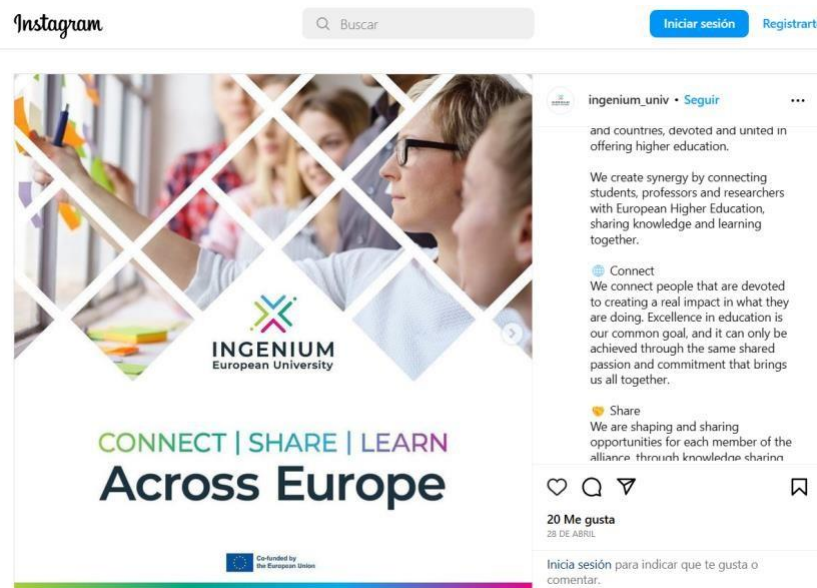 Instagram
Buscar
Iniciar sesión
INGENIUM
European University
CONNECT | SHARE | LEARN
Across Europe
Co-funded by
the European Union
ingenium_univ • Seguir
and countries, devoted and united in
offering higher education.
We create synergy by connecting
students, professors and researchers
with European Higher Education,
sharing knowledge and learning
together.
Connect
We connect people that are devoted
to creating a real impact in what they
are doing. Excellence in education is
our common goal, and it can only be
achieved through the same shared
passion and commitment that brings
us all together.
Share
We are shaping and sharing
opportunities for each member of the
alliance, through knowledge sharing
20 Me gusta
28 DE ABRIL
Inicia sesión para indicar que te gusta o
comentar.